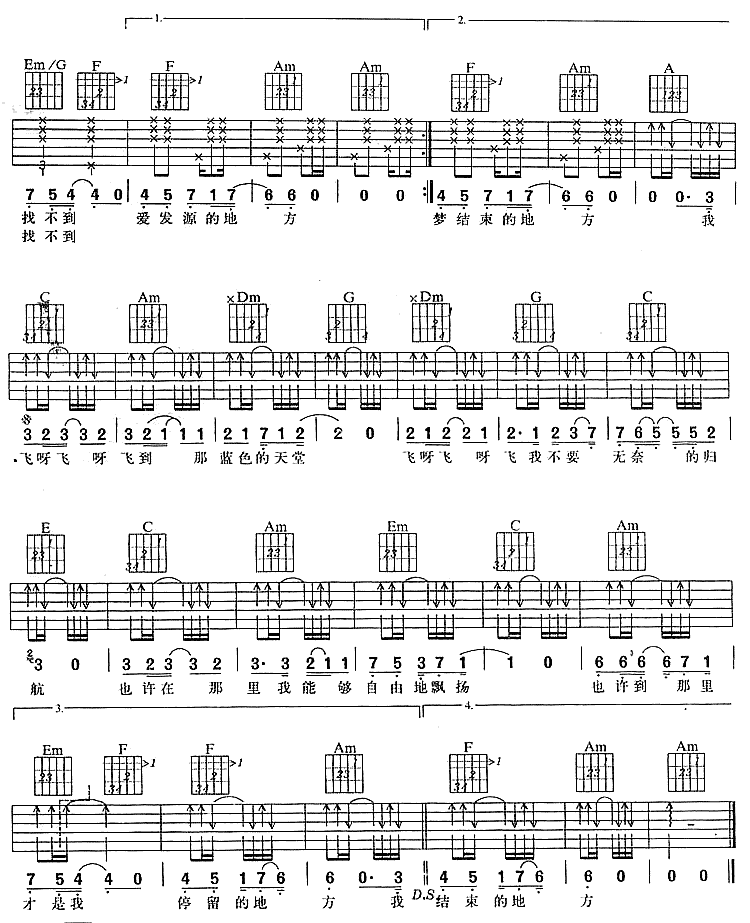 1. 2.
Em/G F F Am Am F Am A
7 5 4 4 0 | 4 5 7 1 7 | 6 6 0 | 0 0 :‖ 4 5 7 1 7 | 6 6 0 | 0 0· 3 |
找不到 爱发源的地 方 梦结束的地 方 我
找不到
C Am ×Dm G ×Dm G C
3 2 3 3 2 | 3 2 1 1 1 | 2 1 7 1 2 | 2 0 | 2 1 2 2 1 | 2· 1 2 3 7 | 7 6 5 5 5 2 |
飞呀飞 呀 飞到 那 蓝色的天堂 飞呀飞 呀 飞我不要 无奈 的归
E C Am Em C Am
3 0 | 3 2 3 3 2 | 3· 3 2 1 1 | 7 5 3 7 1 | 1 0 | 6 6 6 6 7 1 |
航 也许在 那 里我能够 自由地飘扬 也许到 那里
3. 4.
Em F F Am F Am Am
7 5 4 4 0 | 4 5 1 7 6 | 6 0· 3 ‖ 4 5 1 7 6 | 6 0 0 | 0 0 ‖
才是我 停留的地 方 我 D.S 结束的地 方